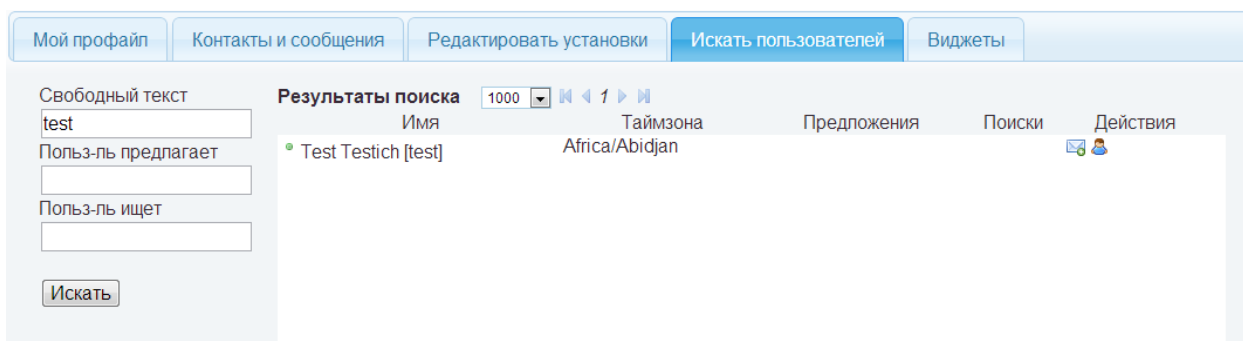 Мой профайл Контакты и сообщения Редактировать установки Искать пользователей Виджеты
Свободный текст
test
Польз-ль предлагает
Польз-ль ищет
Искать
Результаты поиска 1000 1
Имя Таймзона Предложения Поиски Действия
Test Testich [test] Africa/Abidjan